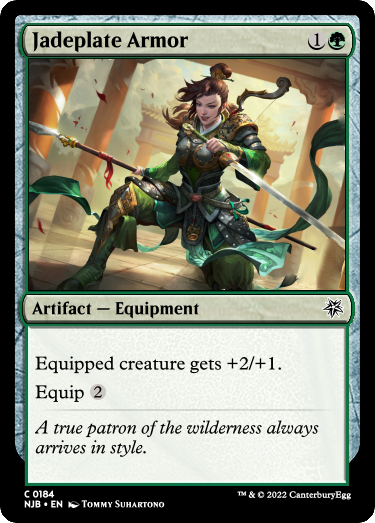 Jadeplate Armor 1
Artifact — Equipment
Equipped creature gets +2/+1.
Equip 2
A true patron of the wilderness always
arrives in style.
C 0184
NJB • EN Tommy Suhartono
™ & © 2022 CanterburyEgg